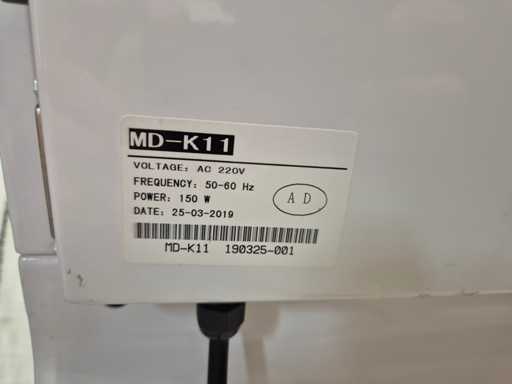 MD-K11
VOLTAGE: AC 220V
FREQUENCY: 50-60 Hz
POWER: 150 W
A D
DATE: 25-03-2019
MD-K11 190325-001